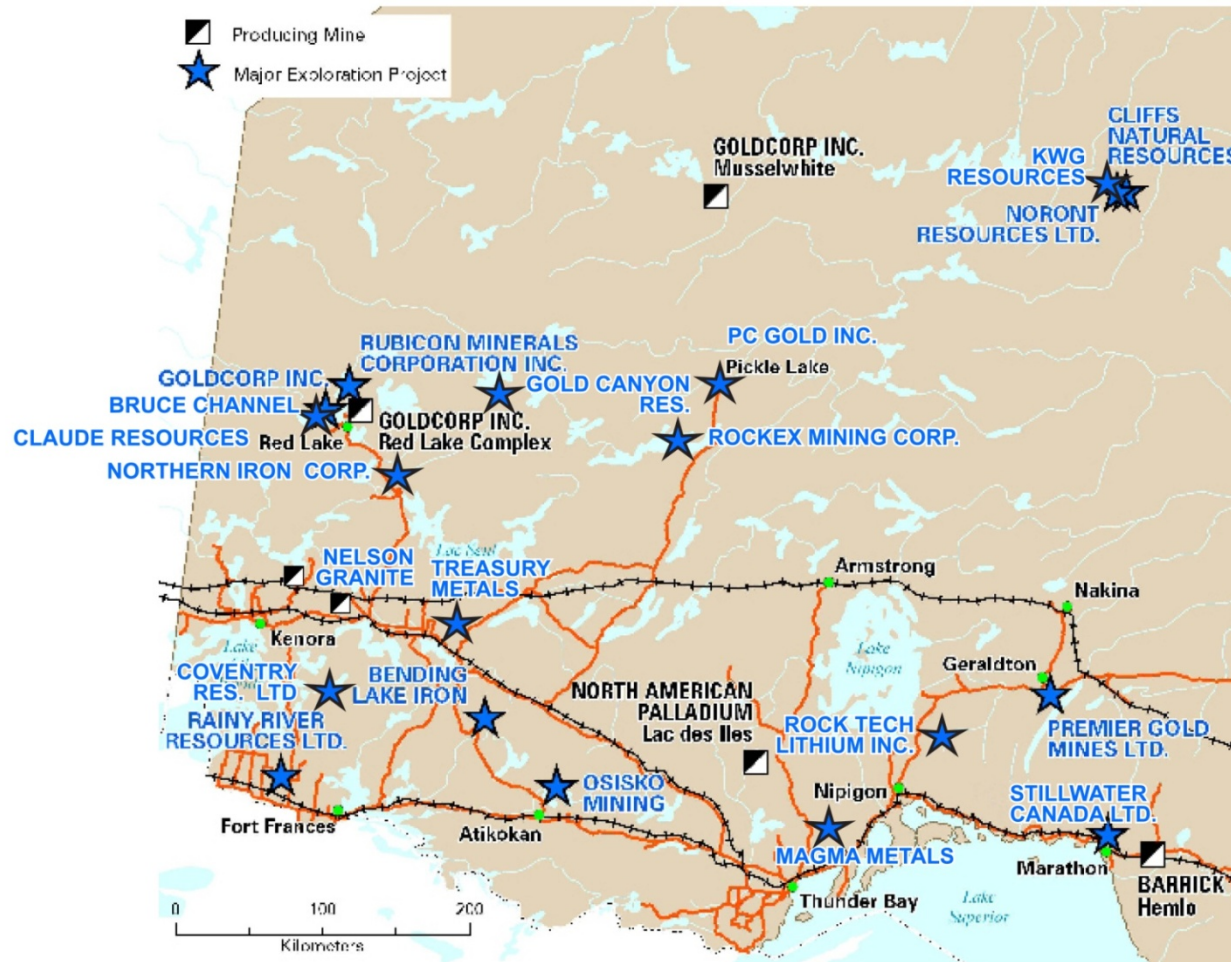 Producing Mine
Major Exploration Project
GOLDCORP INC.
Musselwhite
CLIFFS
NATURAL
RESOURCES
KWG
RESOURCES
NORONT
RESOURCES LTD.
RUBICON MINERALS
CORPORATION INC.
PC GOLD INC.
Pickle Lake
GOLDCORP INC.
BRUCE CHANNEL
CLAUDE RESOURCES
Red Lake
GOLDCORP INC.
Red Lake Complex
GOLD CANYON
RES.
ROCKEX MINING CORP.
NORTHERN IRON CORP.
NELSON
GRANITE
Lac Seul
TREASURY
METALS
Armstrong
Nakina
Kenora
Lake
Lake
Nipigon
Geraldton
COVENTRY
RES. LTD
BENDING
LAKE IRON
NORTH AMERICAN
PALLADIUM
Lac des Iles
RAINY RIVER
RESOURCES LTD.
ROCK TECH
LITHIUM INC.
PREMIER GOLD
MINES LTD.
OSISKO
MINING
Nipigon
STILLWATER
CANADA LTD.
Fort Frances
Atikokan
MAGMA METALS
Marathon
BARRICK
Hemlo
Thunder Bay
Lake
Superior
0 100 200
Kilometers